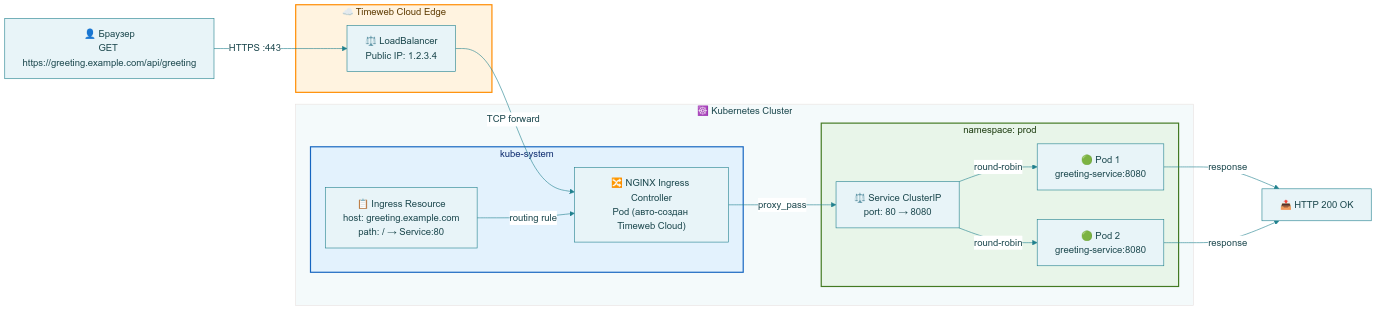 👤 Браузер
GET
https://greeting.example.com/api/greeting
HTTPS :443
☁️ Timeweb Cloud Edge
⚖️ LoadBalancer
Public IP: 1.2.3.4
TCP forward
☸️ Kubernetes Cluster
kube-system
📋 Ingress Resource
host: greeting.example.com
path: / → Service:80
routing rule
🔀 NGINX Ingress
Controller
Pod (авто-создан
Timeweb Cloud)
proxy_pass
namespace: prod
⚖️ Service ClusterIP
port: 80 → 8080
round-robin
🟢 Pod 1
greeting-service:8080
round-robin
🟢 Pod 2
greeting-service:8080
response
response
📤 HTTP 200 OK